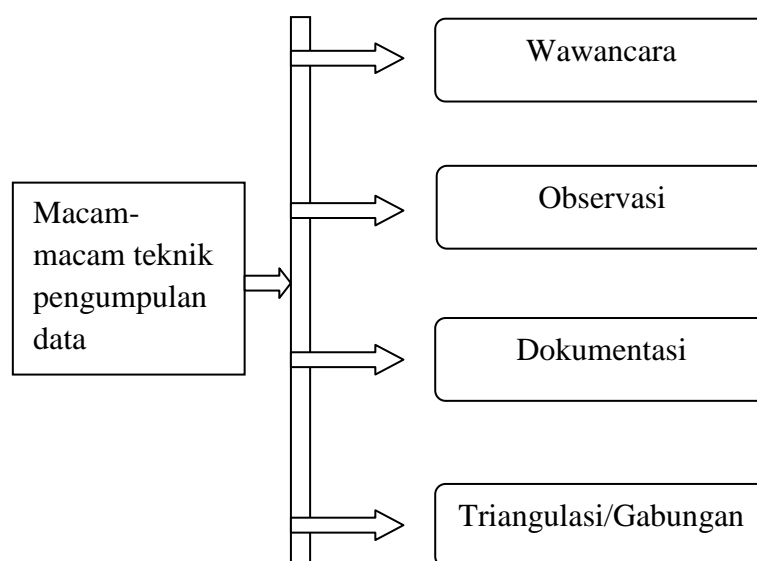 Macam-
macam teknik
pengumpulan
data
Wawancara
Observasi
Dokumentasi
Triangulasi/Gabungan